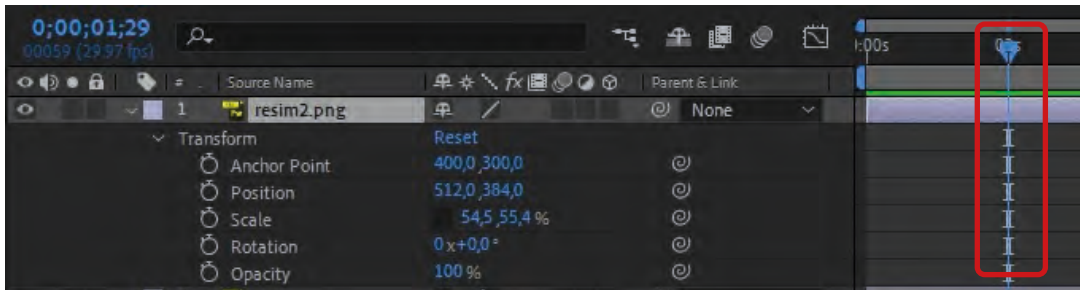 0;00;01;29
00059 (29.97 fps)
:00s
# Source Name
Parent & Link
1 resim2.png
None
Transform
Reset
Anchor Point 400,0,300,0
Position 512,0,384,0
Scale 54,5,55,4 %
Rotation 0x+0,0°
Opacity 100 %